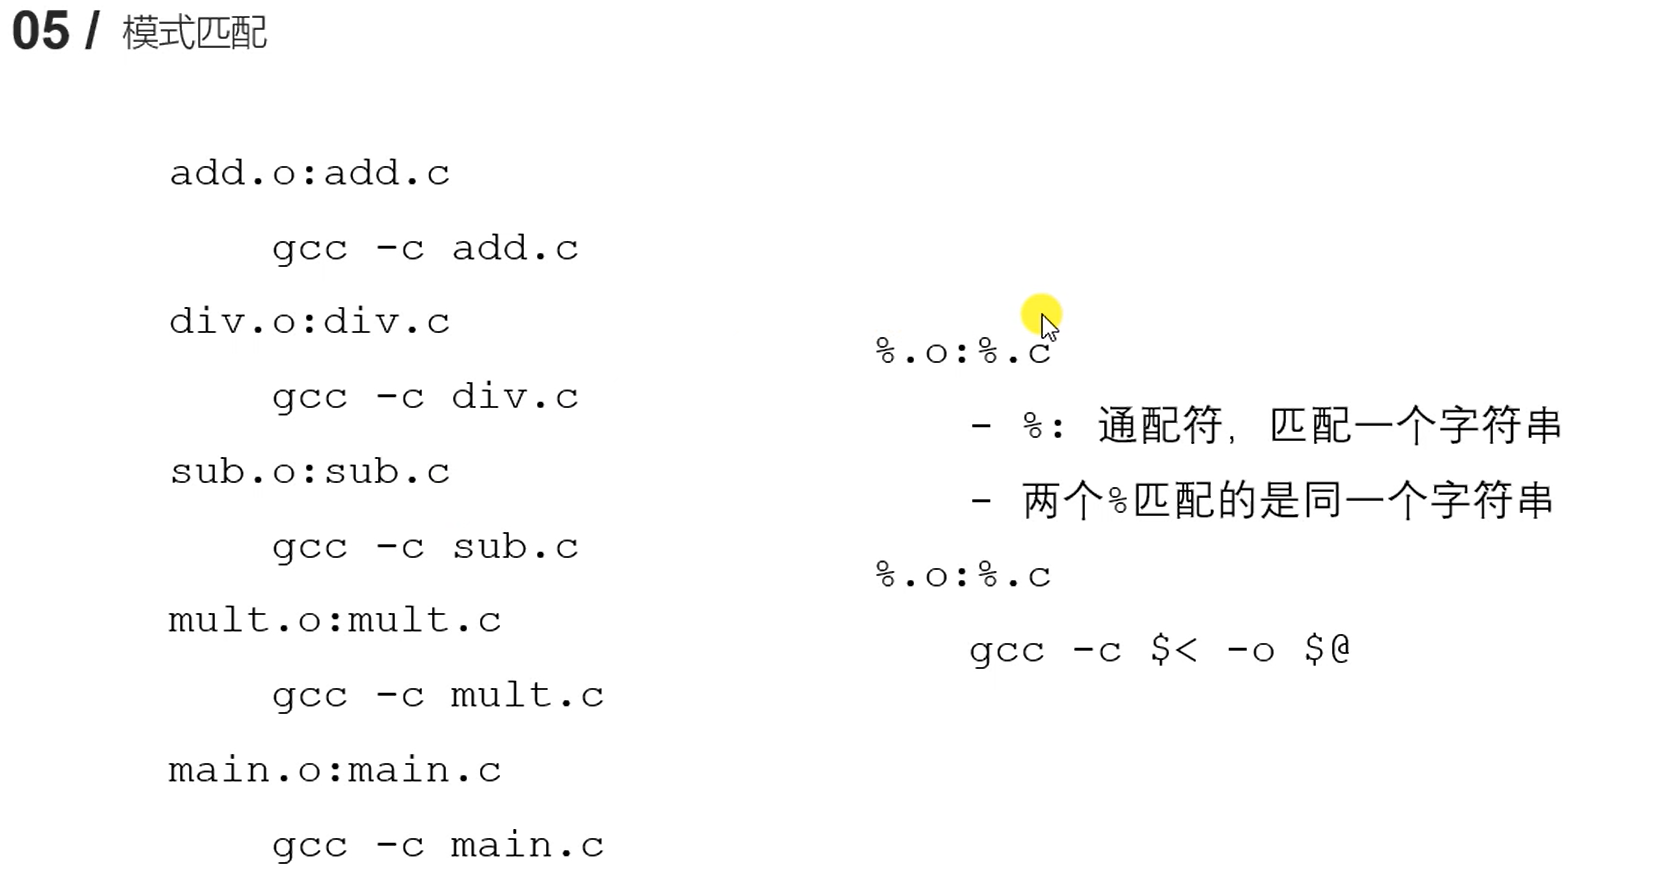 05 / 模式匹配
add.o:add.c
gcc -c add.c
div.o:div.c
gcc -c div.c
sub.o:sub.c
gcc -c sub.c
mult.o:mult.c
gcc -c mult.c
main.o:main.c
gcc -c main.c
%.o:%.c
- %: 通配符, 匹配一个字符串
- 两个%匹配的是同一个字符串
%.o:%.c
gcc -c $< -o $@